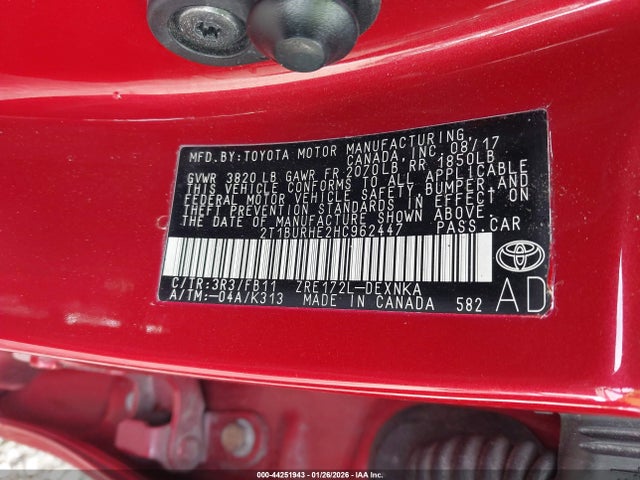 MFD.BY:TOYOTA MOTOR MANUFACTURING,
CANADA, INC. 08/17
GVWR 3820 LB GAWR FR 2070LB RR 1850LB
THIS VEHICLE CONFORMS TO ALL APPLICABLE
FEDERAL MOTOR VEHICLE SAFETY, BUMPER, AND
THEFT PREVENTION STANDARDS IN EFFECT ON
THE DATE OF MANUFACTURE SHOWN ABOVE.
2T1BURHE2HC962447 PASS.CAR
C/TR:3R3/FB11 ZRE172L-DEXNKA
A/TM:-04A/K313 MADE IN CANADA 582
TOYOTA
AD
000-44251943 - 01/26/2026 - IAA Inc.